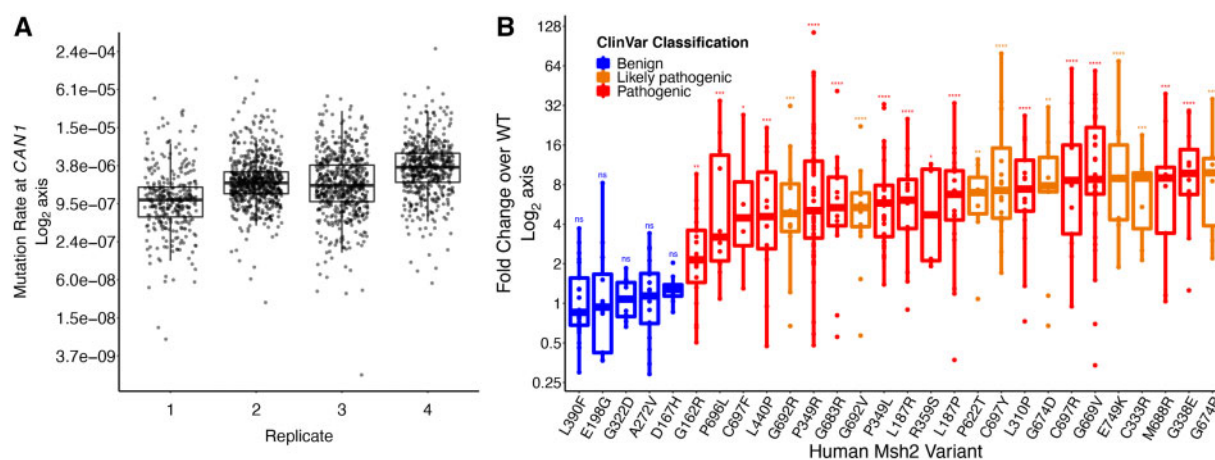 A
Mutation Rate at CAN1
Log₂ axis
2.4e−04
6.1e−05
1.5e−05
3.8e−06
9.5e−07
2.4e−07
6.0e−08
1.5e−08
3.7e−09
1
2
3
4
Replicate
B
Fold Change over WT
Log₂ axis
128
64
32
16
8
4
2
1
0.5
0.25
ClinVar Classification
Benign
Likely pathogenic
Pathogenic
ns
ns
ns
ns
ns
L390F
E198G
G322D
A272V
D167H
G162R
P696L
C697F
L440P
G692R
P349R
G683R
G692V
P349L
L187R
R359S
L187P
P622T
C697Y
L310P
G674D
C697R
G669V
E749K
C333R
M688R
G338E
G674R
Human Msh2 Variant